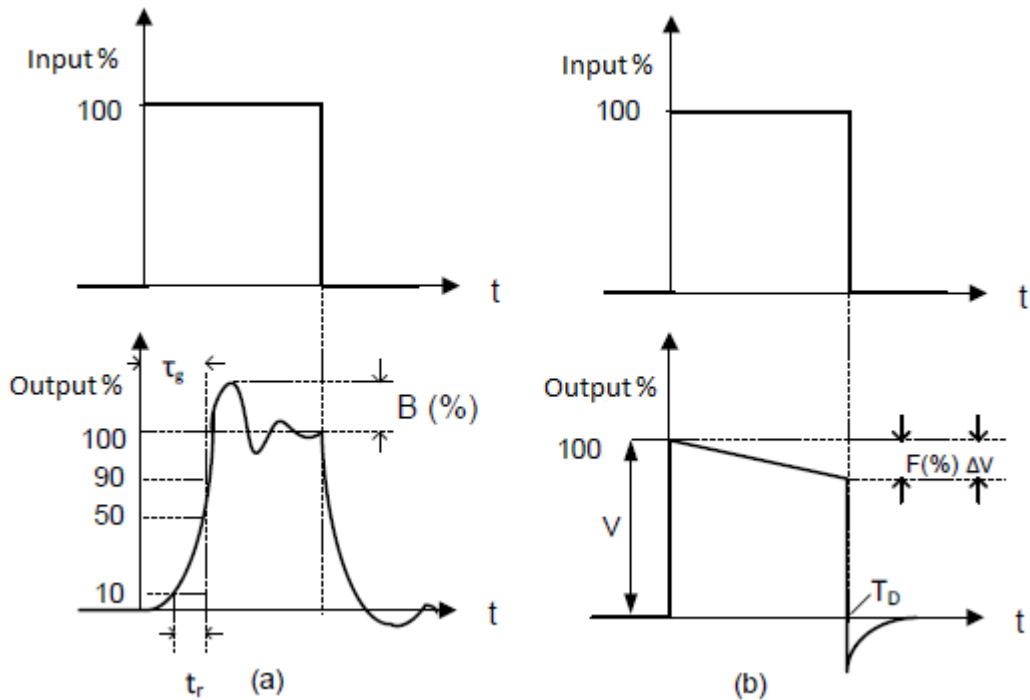 Input %
100
t
Input %
100
t
Output %
τg
B (%)
100
90
50
10
t
tr
(a)
Output %
100
F(%) ΔV
V
TD
t
(b)